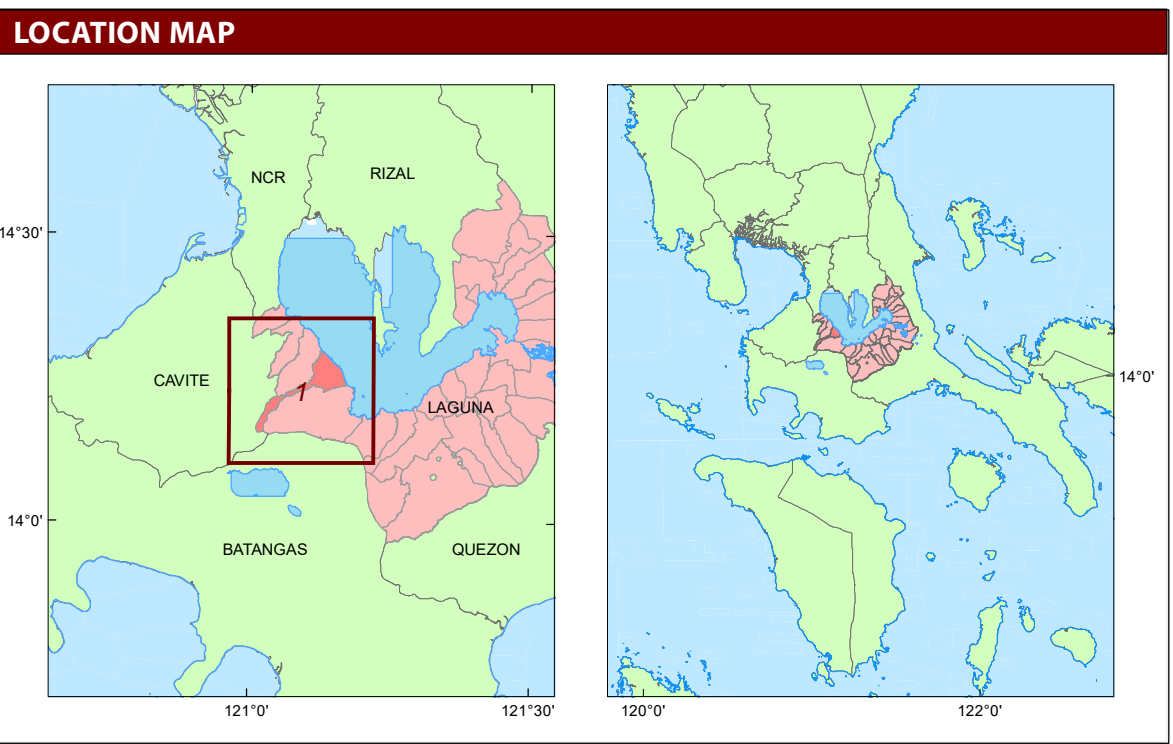 LOCATION MAP
NCR
RIZAL
14°30'
CAVITE
1
LAGUNA
14°0'
BATANGAS
QUEZON
121°0'
121°30'
14°0'
120°0'
122°0'